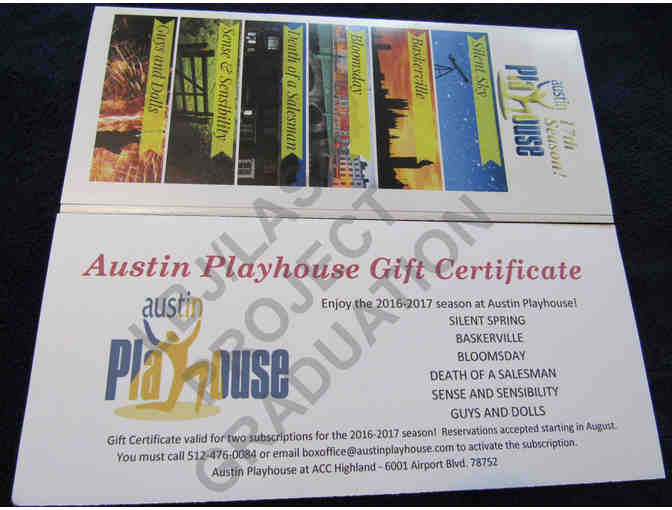 Silent Sky
Baskerville
Bloomsday
Death of a Salesman
Sense & Sensibility
Guys and Dolls
austin
PlaYHOUSE
17th
Season!
Austin Playhouse Gift Certificate
austin
PlaYHOUSE
Enjoy the 2016-2017 season at Austin Playhouse!
SILENT SPRING
BASKERVILLE
BLOOMSDAY
DEATH OF A SALESMAN
SENSE AND SENSIBILITY
GUYS AND DOLLS
Gift Certificate valid for two subscriptions for the 2016-2017 season! Reservations accepted starting in August.
You must call 512-476-0084 or email boxoffice@austinplayhouse.com to activate the subscription.
Austin Playhouse at ACC Highland - 6001 Airport Blvd. 78752
LBJ/LASA
PROJECT
GRADUATION